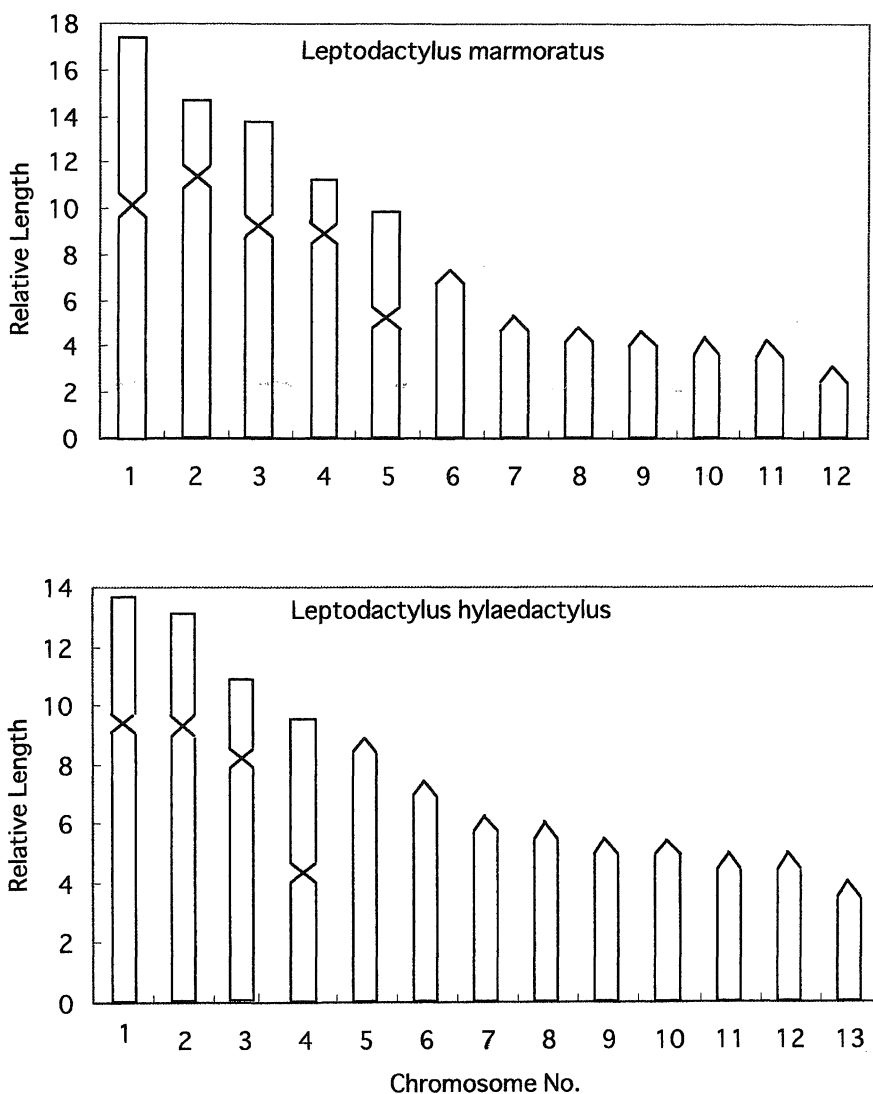 Leptodactylus marmoratus
Relative Length
18
16
14
12
10
8
6
4
2
0
1 2 3 4 5 6 7 8 9 10 11 12
Leptodactylus hylaedactylus
Relative Length
14
12
10
8
6
4
2
0
1 2 3 4 5 6 7 8 9 10 11 12 13
Chromosome No.